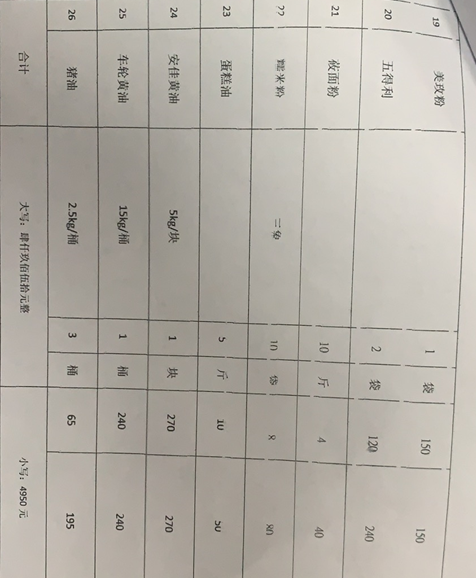 19 美玫粉 1 袋 150 150
20 五得利 2 袋 120 240
21 莜面粉 10 斤 4 40
22 糯米粉 三象 10 袋 8 80
23 蛋糕油 5 斤 10 50
24 安佳黄油 5kg/块 1 块 270 270
25 车轮黄油 15kg/桶 1 桶 240 240
26 猪油 2.5kg/桶 3 桶 65 195
合计 大写：肆仟玖佰伍拾元整 小写：4950 元